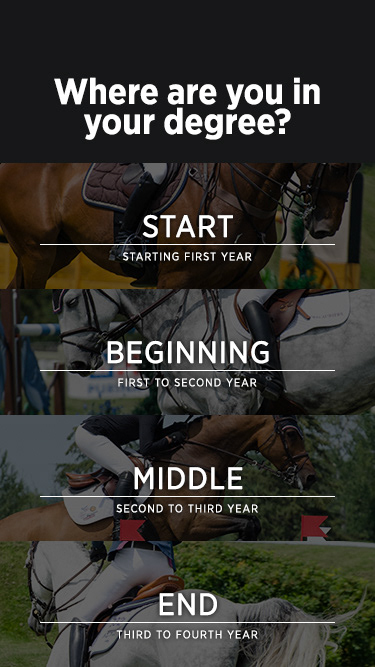 Where are you in
your degree?
START
STARTING FIRST YEAR
BEGINNING
FIRST TO SECOND YEAR
MIDDLE
SECOND TO THIRD YEAR
END
THIRD TO FOURTH YEAR